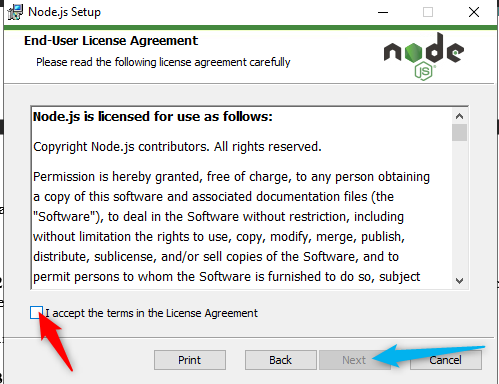 Node.js Setup
End-User License Agreement
Please read the following license agreement carefully
node
JS
Node.js is licensed for use as follows:
Copyright Node.js contributors. All rights reserved.
Permission is hereby granted, free of charge, to any person obtaining
a copy of this software and associated documentation files (the
"Software"), to deal in the Software without restriction, including
without limitation the rights to use, copy, modify, merge, publish,
distribute, sublicense, and/or sell copies of the Software, and to
permit persons to whom the Software is furnished to do so, subject
I accept the terms in the License Agreement
Print Back Next Cancel